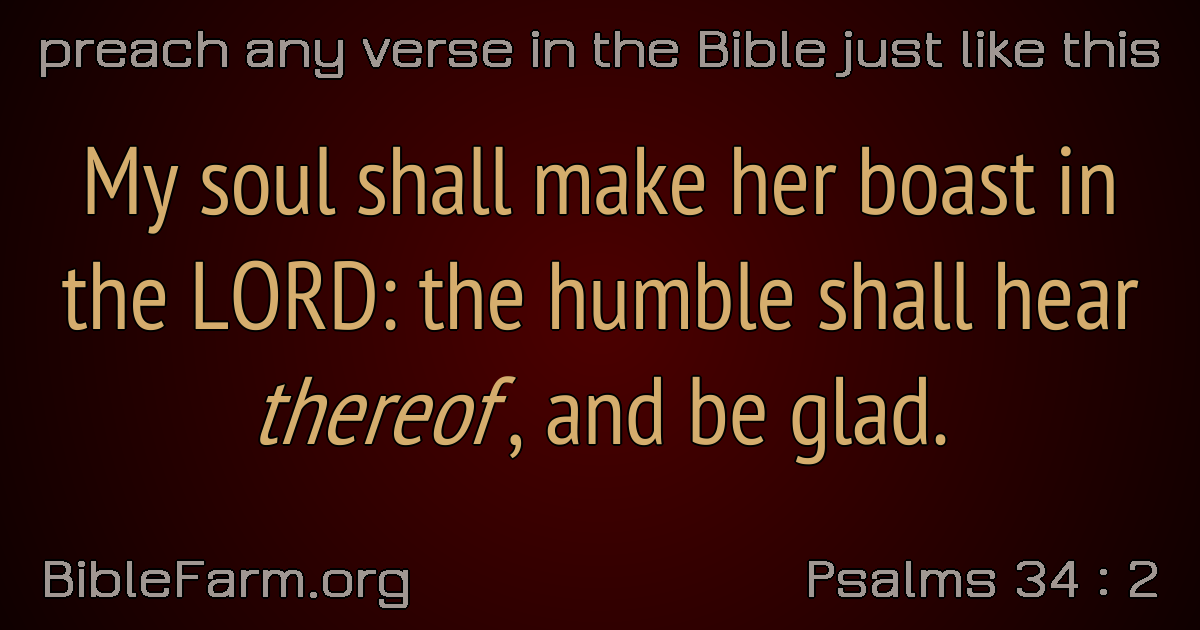 preach any verse in the Bible just like this
My soul shall make her boast in
the LORD: the humble shall hear
thereof, and be glad.
BibleFarm.org
Psalms 34 : 2